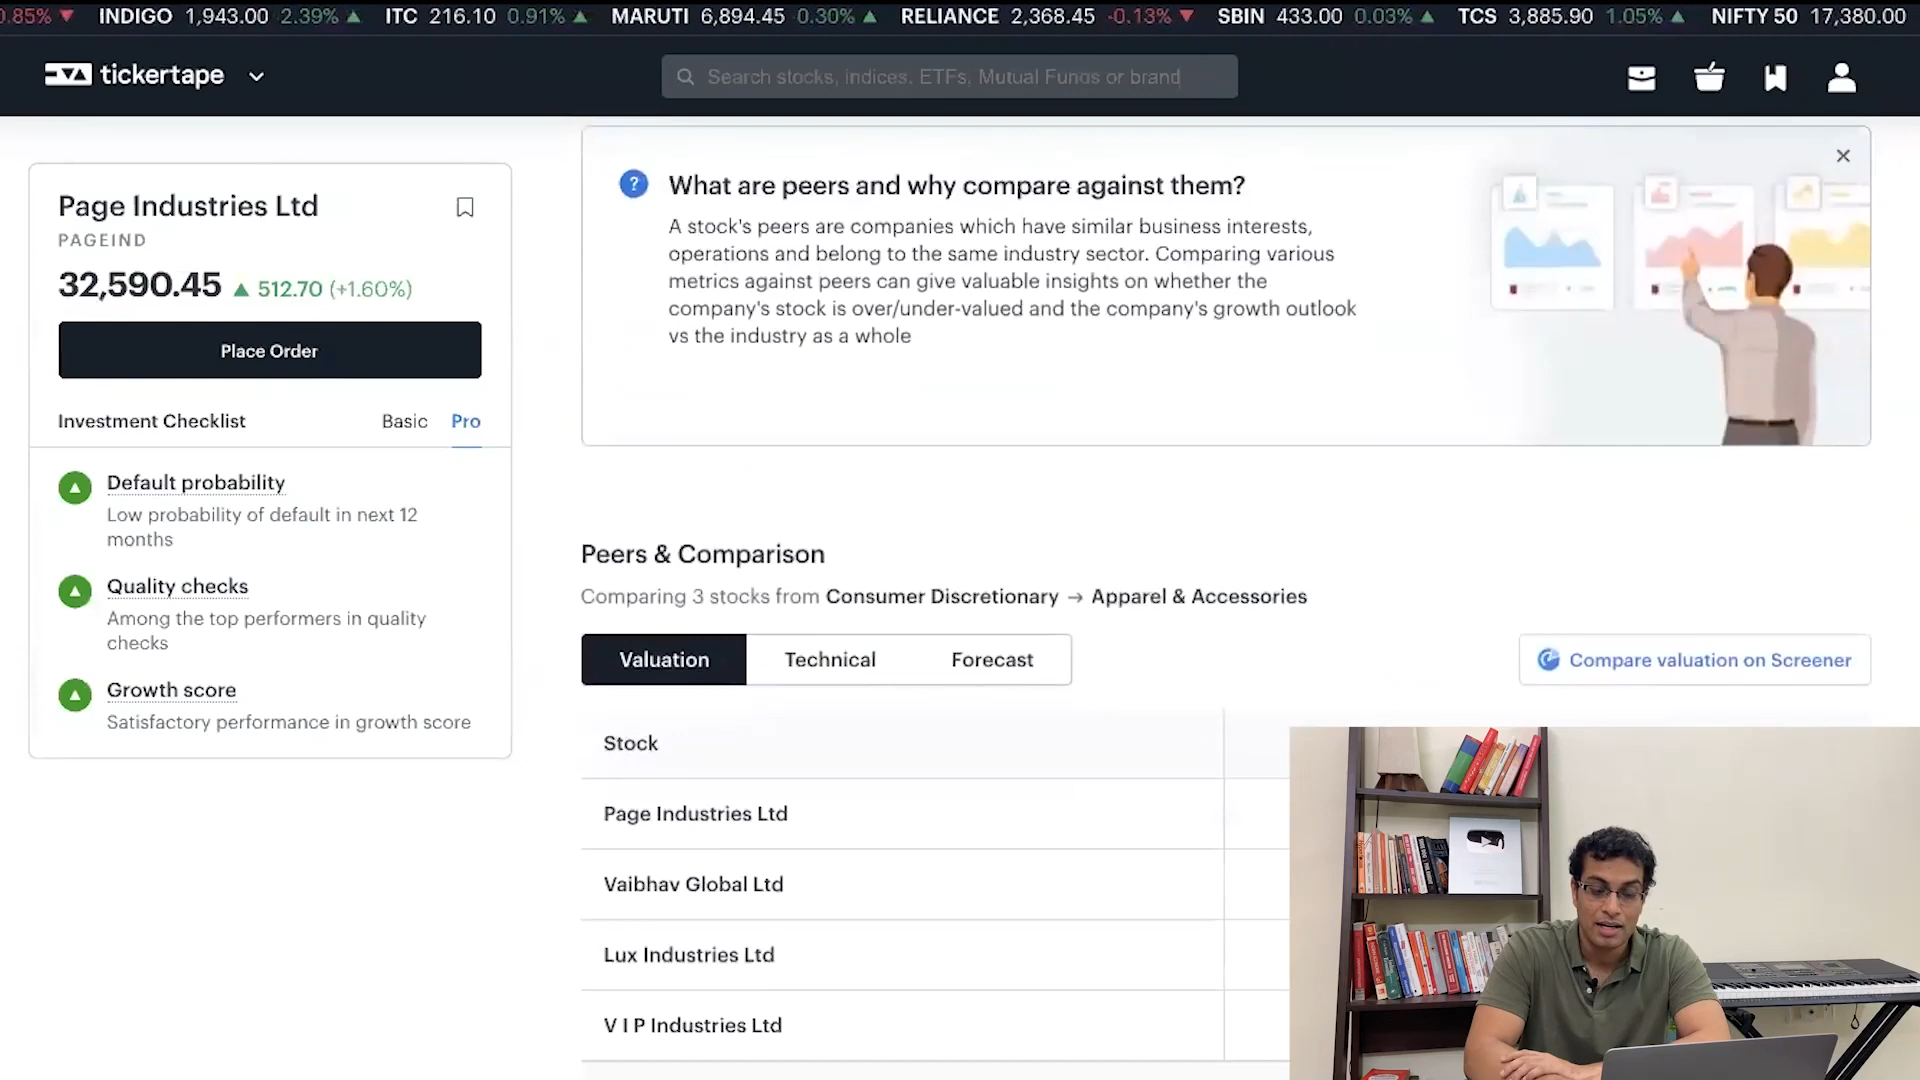 0.85% ▼ INDIGO 1,943.00 2.39% ▲ ITC 216.10 0.91% ▲ MARUTI 6,894.45 0.30% ▲ RELIANCE 2,368.45 -0.13% ▼ SBIN 433.00 0.03% ▲ TCS 3,885.90 1.05% ▲ NIFTY 50 17,380.00
tickertape
Search stocks, indices, ETFs, Mutual Funds or brand
Page Industries Ltd
PAGEIND
32,590.45 ▲ 512.70 (+1.60%)
Place Order
Investment Checklist Basic Pro
Default probability
Low probability of default in next 12
months
Quality checks
Among the top performers in quality
checks
Growth score
Satisfactory performance in growth score
What are peers and why compare against them?
A stock's peers are companies which have similar business interests,
operations and belong to the same industry sector. Comparing various
metrics against peers can give valuable insights on whether the
company's stock is over/under-valued and the company's growth outlook
vs the industry as a whole
Peers & Comparison
Comparing 3 stocks from Consumer Discretionary → Apparel & Accessories
Valuation Technical Forecast
Compare valuation on Screener
Stock
Page Industries Ltd
Vaibhav Global Ltd
Lux Industries Ltd
V I P Industries Ltd